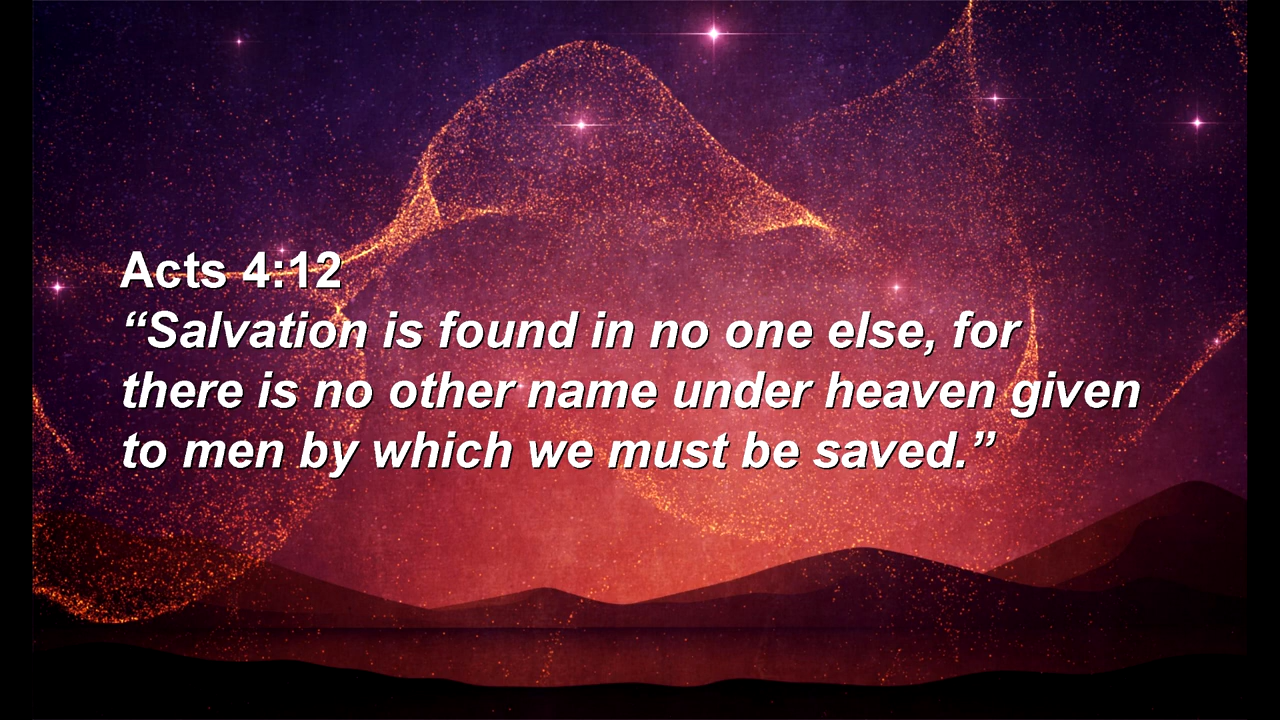 Acts 4:12
“Salvation is found in no one else, for
there is no other name under heaven given
to men by which we must be saved.”